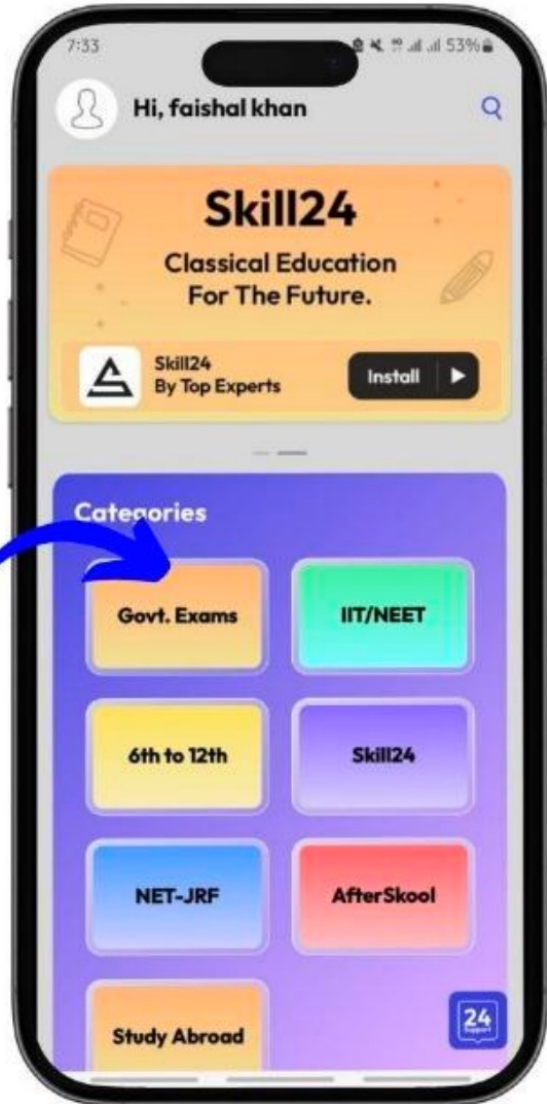 7:33
53%
Hi, faishal khan
Skill24
Classical Education
For The Future.
Skill24
By Top Experts
Install
Categories
Govt. Exams
IIT/NEET
6th to 12th
Skill24
NET-JRF
AfterSkool
Study Abroad
24
Support